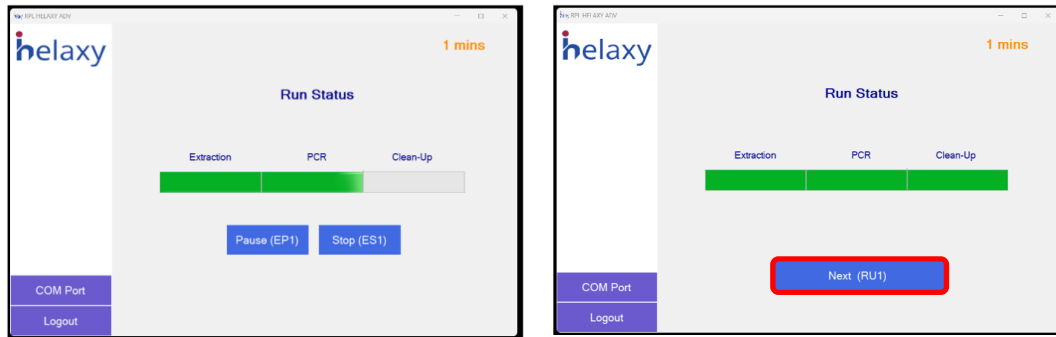 RPL HELAXY ADV
helaxy
1 mins
Run Status
Extraction PCR Clean-Up
Pause (EP1) Stop (ES1)
COM Port
Logout
RPL HELAXY ADV
helaxy
1 mins
Run Status
Extraction PCR Clean-Up
Next (RU1)
COM Port
Logout